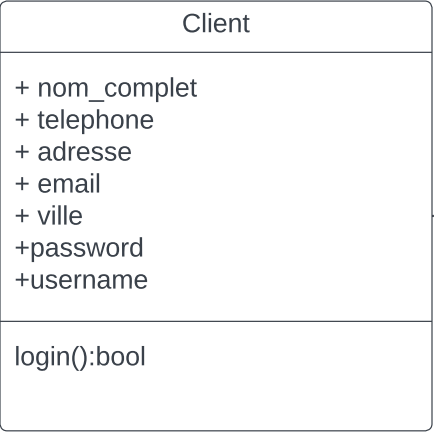 Client
+ nom_complet
+ telephone
+ adresse
+ email
+ ville
+password
+username
login():bool